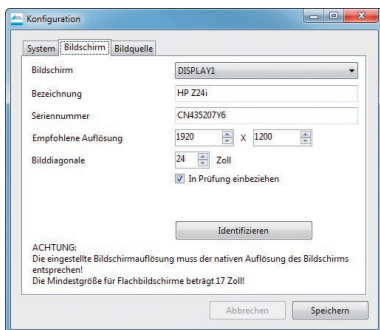 Konfiguration
System Bildschirm Bildquelle
Bildschirm DISPLAY1
Bezeichnung HP Z24i
Seriennummer CN435207Y6
Empfohlene Auflösung 1920 X 1200
Bilddiagonale 24 Zoll
In Prüfung einbeziehen
Identifizieren
ACHTUNG:
Die eingestellte Bildschirmauflösung muss der nativen Auflösung des Bildschirms
entsprechen!
Die Mindestgröße für Flachbildschirme beträgt 17 Zoll!
Abbrechen Speichern